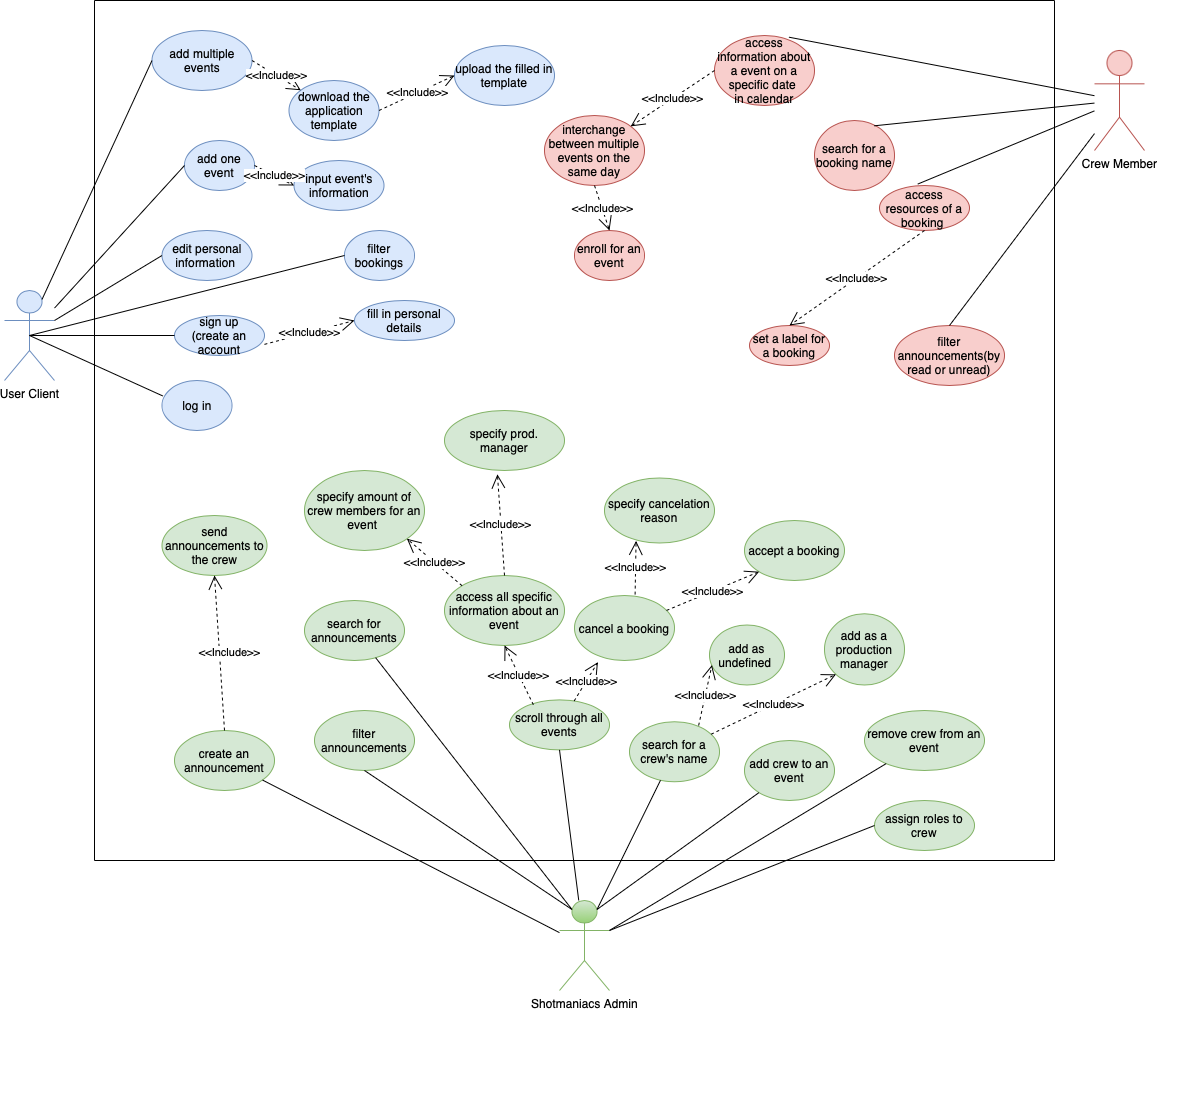 add multiple
events
<<Include>>
download the
application
template
<<Include>>
upload the filled in
template
access
information about
a event on a
specific date
in calendar
<<Include>>
interchange
between multiple
events on the
same day
<<Include>>
enroll for an
event
search for a
booking name
Crew Member
access
resources of a
booking
<<Include>>
set a label for
a booking
filter
announcements(by
read or unread)
add one
event
<<Include>>
input event's
information
edit personal
information
filter
bookings
sign up
(create an
account
<<Include>>
fill in personal
details
User Client
log in
specify prod.
manager
specify amount of
crew members for an
event
<<Include>>
<<Include>>
specify cancelation
reason
accept a booking
send
announcements to
the crew
<<Include>>
<<Include>>
access all specific
information about an
event
cancel a booking
search for
announcements
<<Include>>
add as
undefined
add as a
production
manager
<<Include>>
<<Include>>
<<Include>>
<<Include>>
scroll through all
events
filter
announcements
create an
announcement
search for a
crew's name
add crew to an
event
remove crew from an
event
assign roles to
crew
Shotmaniacs Admin